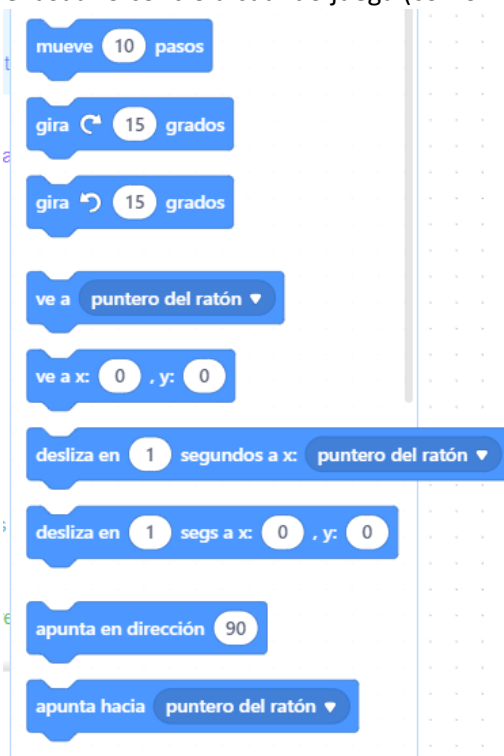 mueve 10 pasos
gira 15 grados
gira 15 grados
ve a puntero del ratón
ve a x: 0 , y: 0
desliza en 1 segundos a x: puntero del ratón
desliza en 1 segs a x: 0 , y: 0
apunta en dirección 90
apunta hacia puntero del ratón